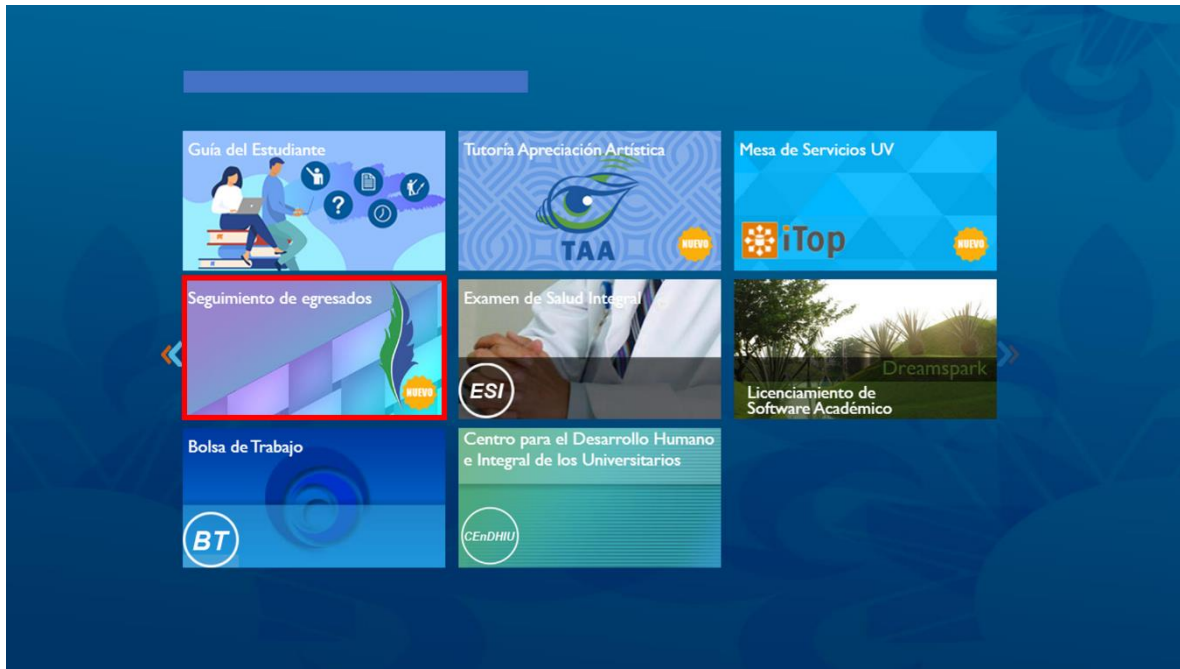 Guía del Estudiante
?
Tutoría Apreciación Artística
TAA
NUEVO
Mesa de Servicios UV
iTop
NUEVO
Seguimiento de egresados
NUEVO
Examen de Salud Integral
ESI
Dreamspark
Licenciamiento de
Software Académico
Bolsa de Trabajo
BT
Centro para el Desarrollo Humano
e Integral de los Universitarios
CEnDHIU